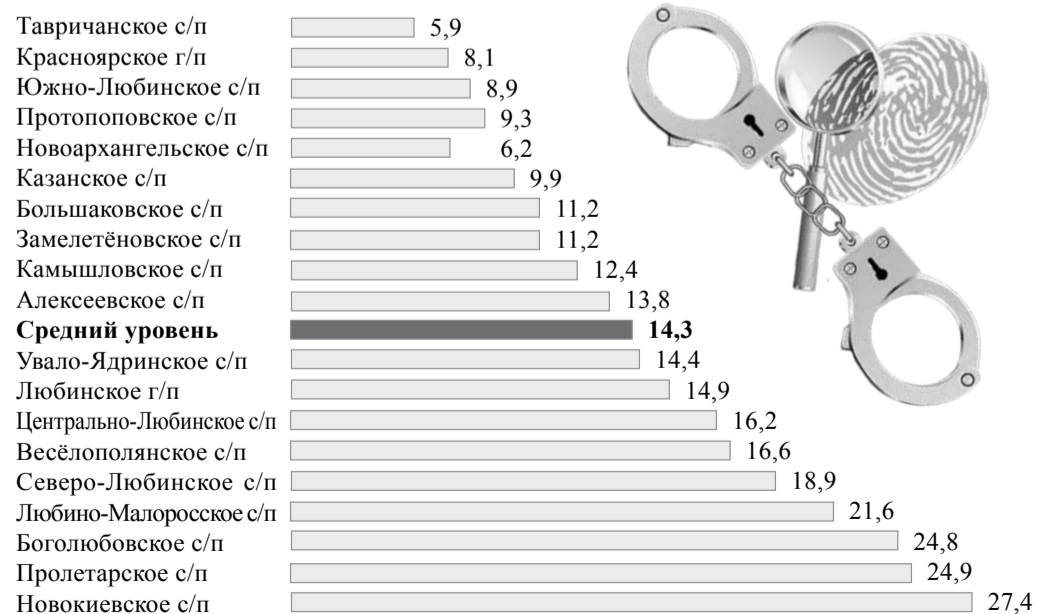 Тавричанское с/п 5,9
Красноярское г/п 8,1
Южно-Любинское с/п 8,9
Протопоповское с/п 9,3
Новоархангельское с/п 6,2
Казанское с/п 9,9
Большаковское с/п 11,2
Замелетёновское с/п 11,2
Камышловское с/п 12,4
Алексеевское с/п 13,8
Средний уровень 14,3
Увало-Ядринское с/п 14,4
Любинское г/п 14,9
Центрально-Любинское с/п 16,2
Весёлополянское с/п 16,6
Северо-Любинское с/п 18,9
Любино-Малоросское с/п 21,6
Боголюбовское с/п 24,8
Пролетарское с/п 24,9
Новокиевское с/п 27,4